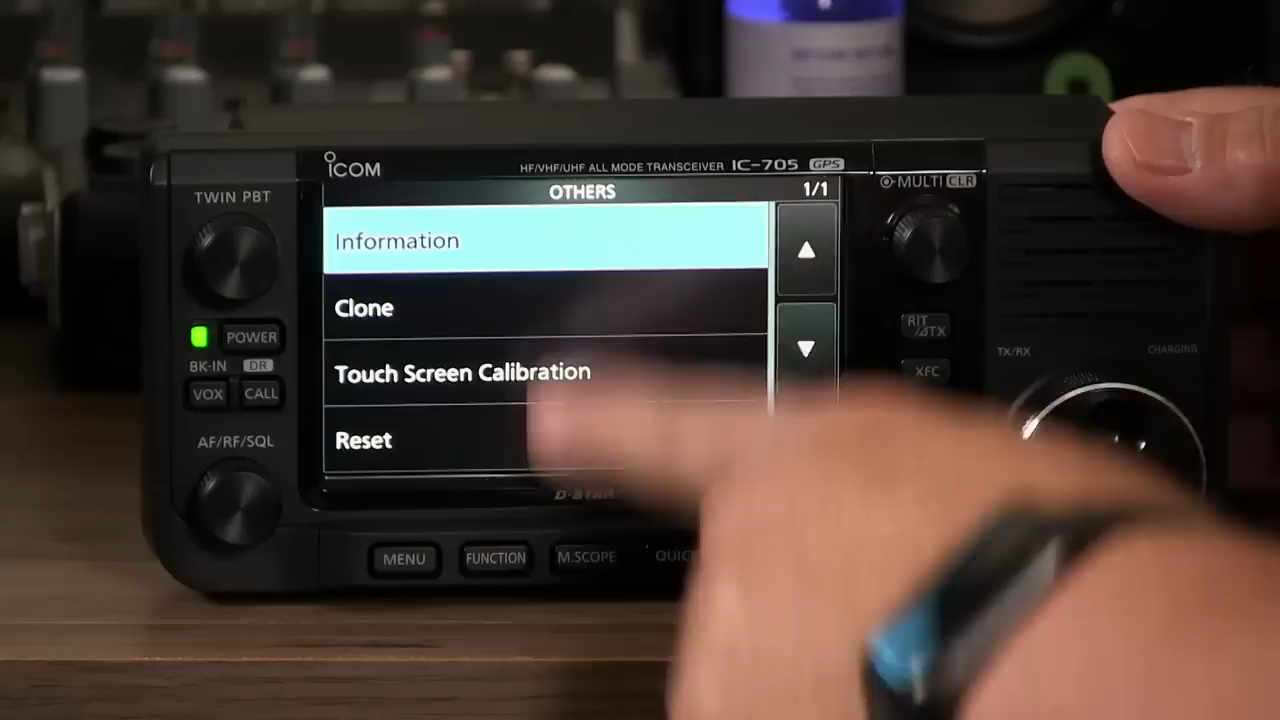 ICOM
HF/VHF/UHF ALL MODE TRANSCEIVER IC-705 GPS
TWIN PBT
OTHERS 1/1
MULTI CLR
Information
Clone
Touch Screen Calibration
Reset
POWER
BK-IN DR
VOX CALL
AF/RF/SQL
RIT
/⊿TX
TX/RX
CHARGING
XFC
D-STAR
MENU FUNCTION M.SCOPE